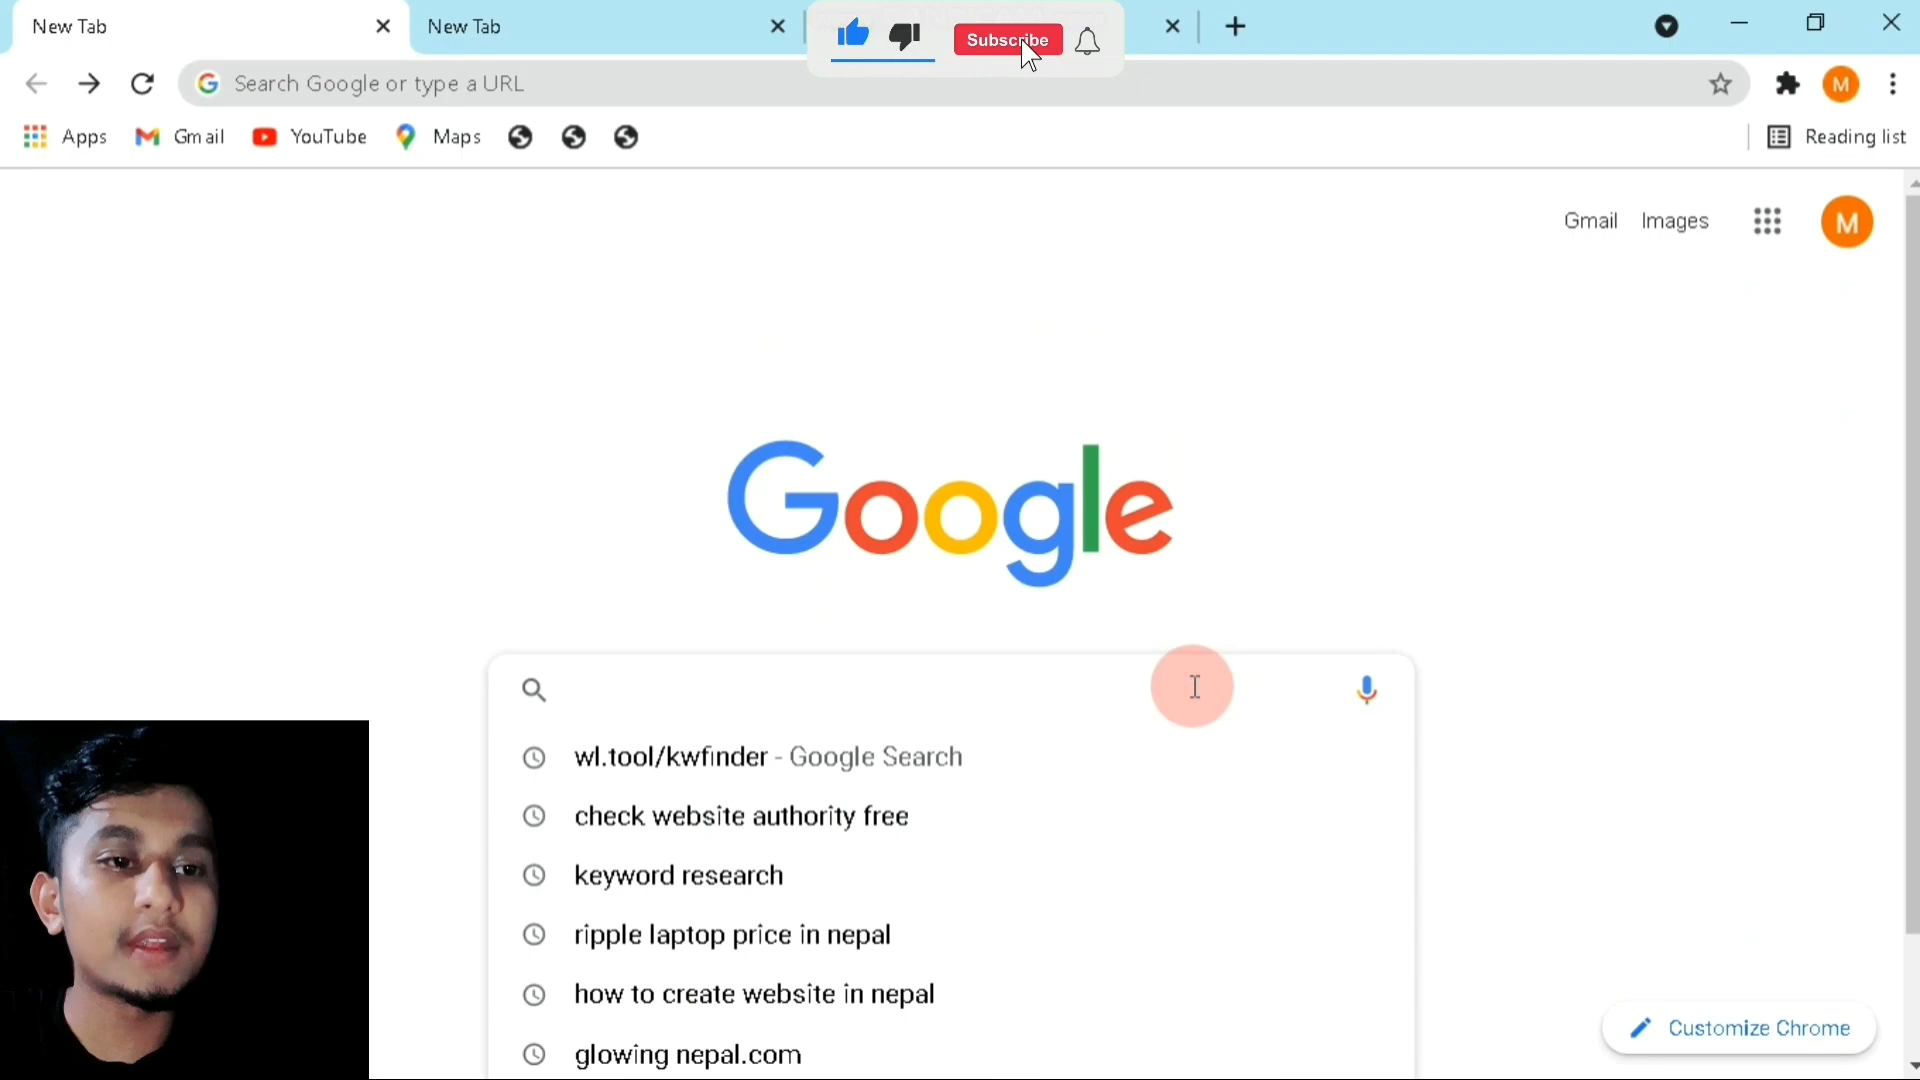 New Tab
New Tab
Subscribe
Search Google or type a URL
M
Apps
Gmail
YouTube
Maps
Reading list
Gmail
Images
M
Google
wl.tool/kwfinder - Google Search
check website authority free
keyword research
ripple laptop price in nepal
how to create website in nepal
glowing nepal.com
Customize Chrome